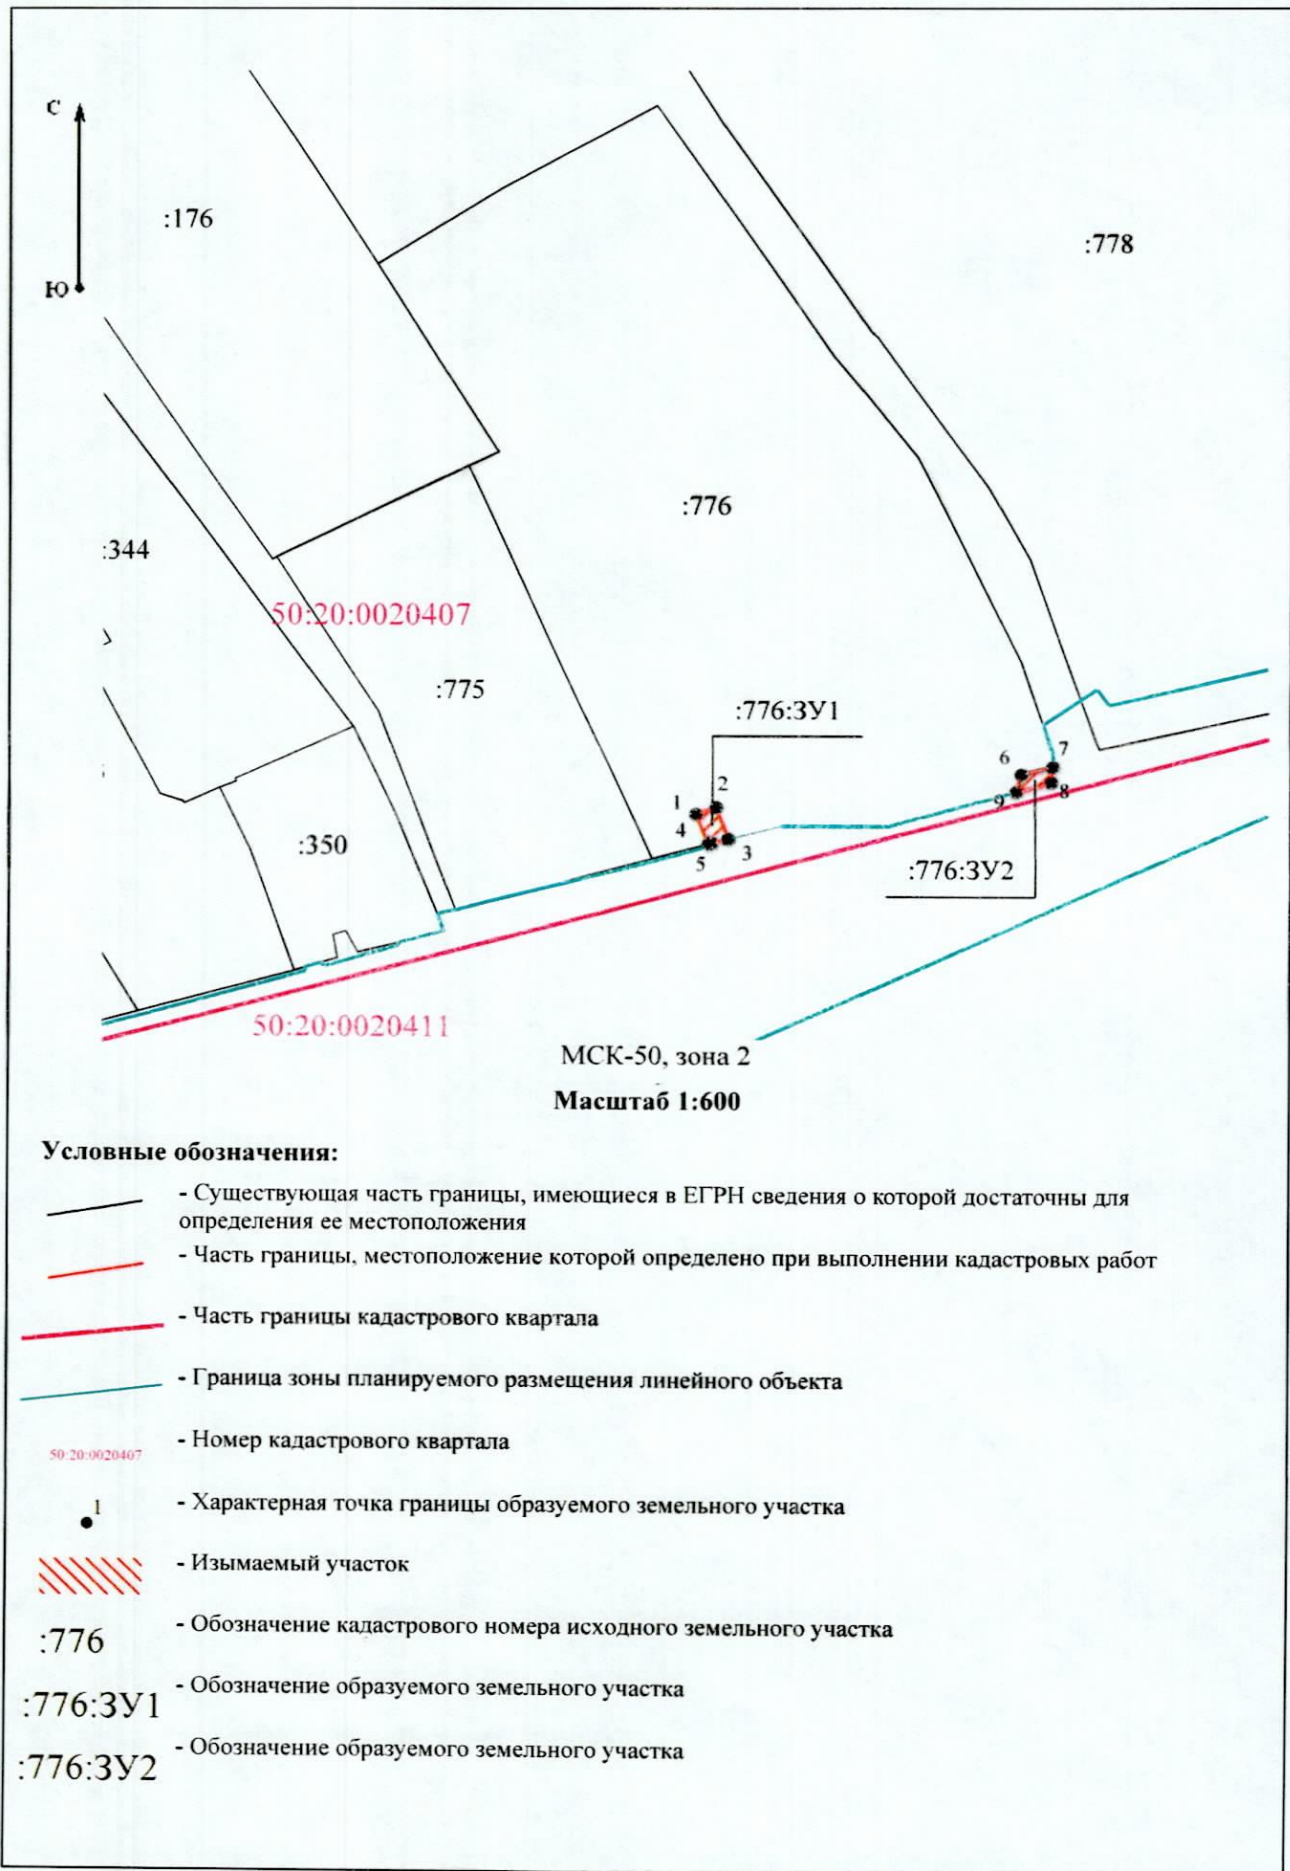 С
Ю
:176
:778
:776
:344
50:20:0020407
:775
:776:ЗУ1
1
2
3
4
5
6
7
8
9
:350
:776:ЗУ2
50:20:0020411
МСК-50, зона 2
Масштаб 1:600
Условные обозначения:
- Существующая часть границы, имеющиеся в ЕГРН сведения о которой достаточны для
определения ее местоположения
- Часть границы, местоположение которой определено при выполнении кадастровых работ
- Часть границы кадастрового квартала
- Граница зоны планируемого размещения линейного объекта
50:20:0020407 - Номер кадастрового квартала
1 - Характерная точка границы образуемого земельного участка
- Изымаемый участок
:776 - Обозначение кадастрового номера исходного земельного участка
:776:ЗУ1 - Обозначение образуемого земельного участка
:776:ЗУ2 - Обозначение образуемого земельного участка